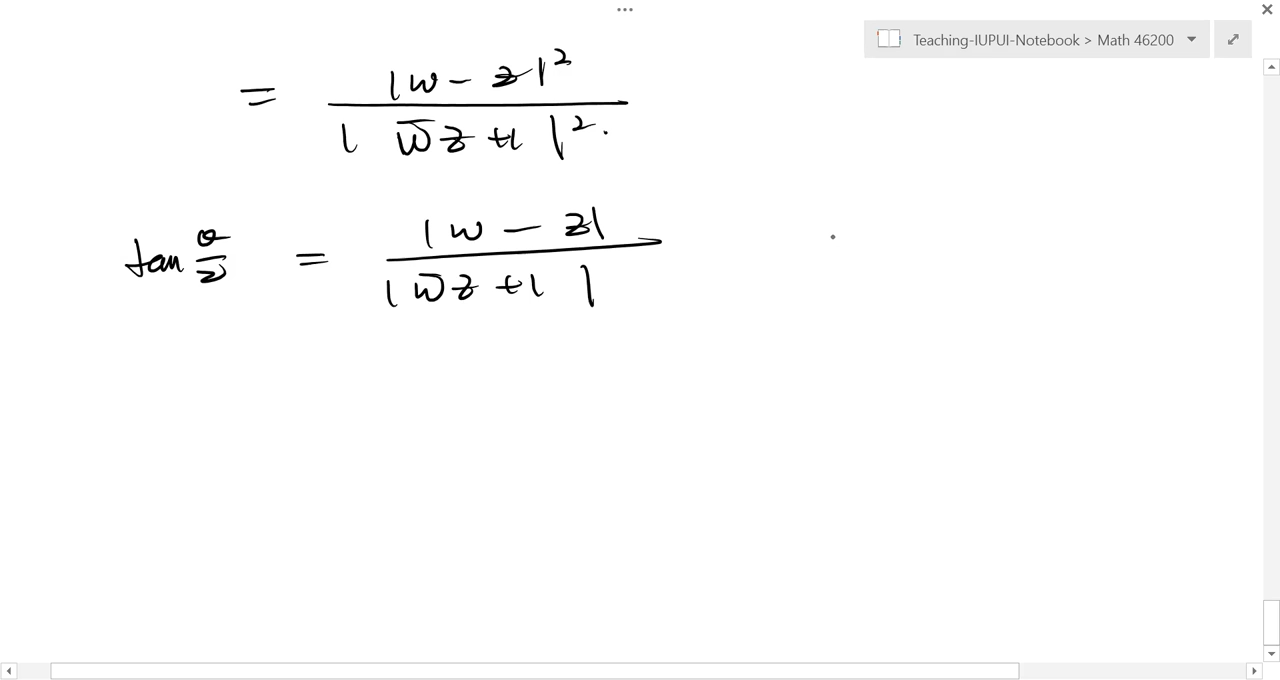 Teaching-IUPUI-Notebook > Math 46200
= |w - z|² / |w̅z + 1|².
tan θ/2 = |w - z| / |w̅z + 1|